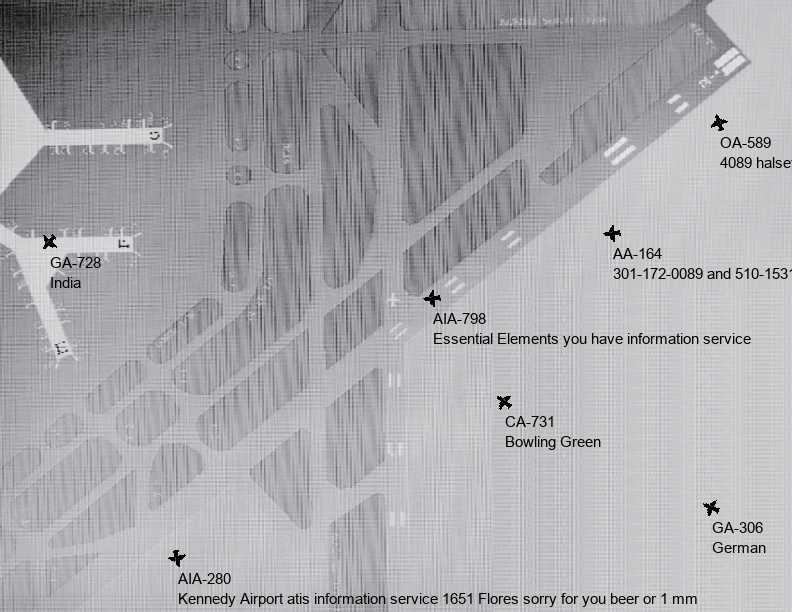 OA-589
4089 halsey
AA-164
301-172-0089 and 510-1531
GA-728
India
AIA-798
Essential Elements you have information service
CA-731
Bowling Green
GA-306
German
AIA-280
Kennedy Airport atis information service 1651 Flores sorry for you beer or 1 mm